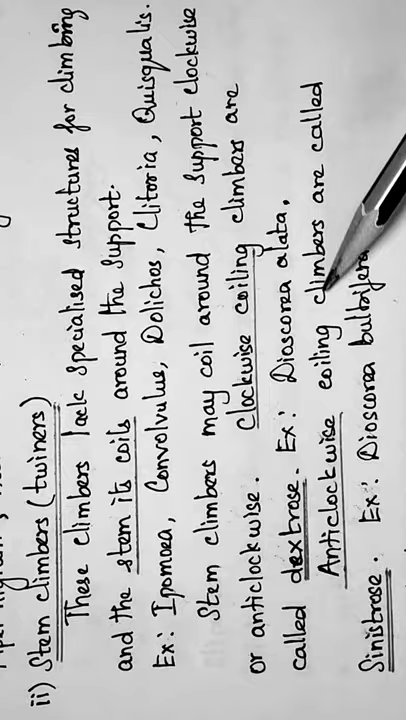 ii) Stem climbers (twiners)
These climbers lack specialised structures for climbing
and the stem its coils around the support.
Ex: Ipomoea, Convolvulue, Dolichos, Clitoria, Quisqualis.
Stem climbers may coil around the support clockwise
or anticlockwise. clockwise coiling climbers are
called dextrose. Ex: Dioscorea alata.
Anticlockwise coiling climbers are called
Sinistrose. Ex: Dioscorea bulbifera